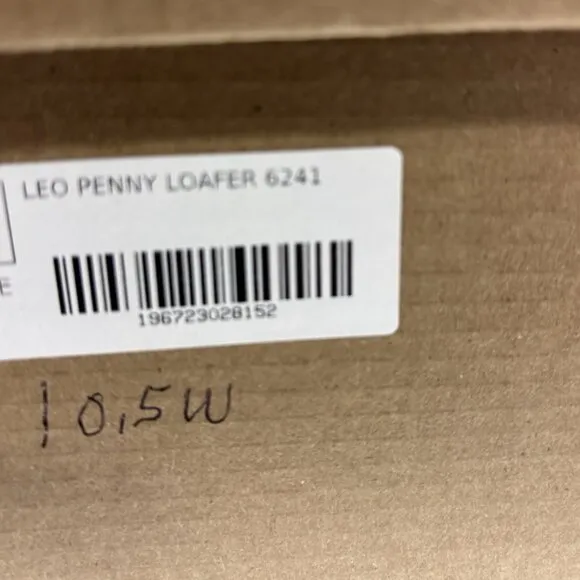 LEO PENNY LOAFER 6241
E
196723028152
10,5W